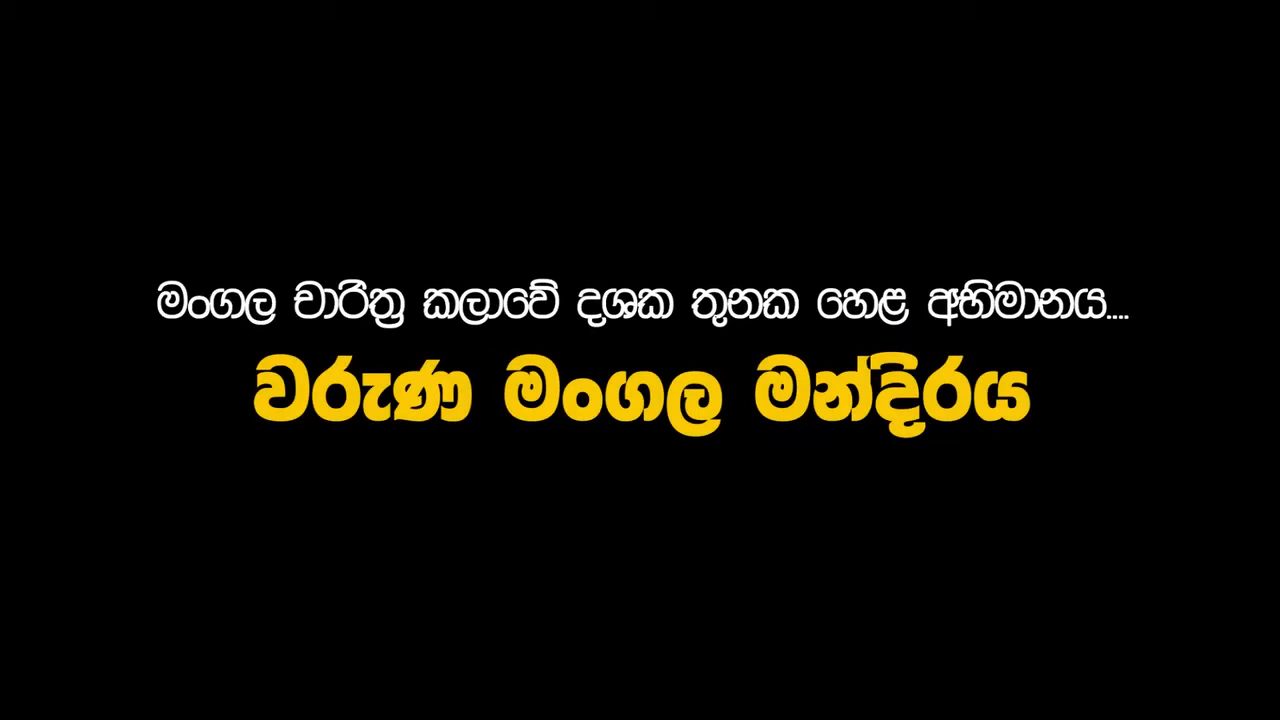 මංගල චාරිත්‍ර කලාවේ දශක තුනක හෙළ අභිමානය....
වරුණ මංගල මන්දිරය